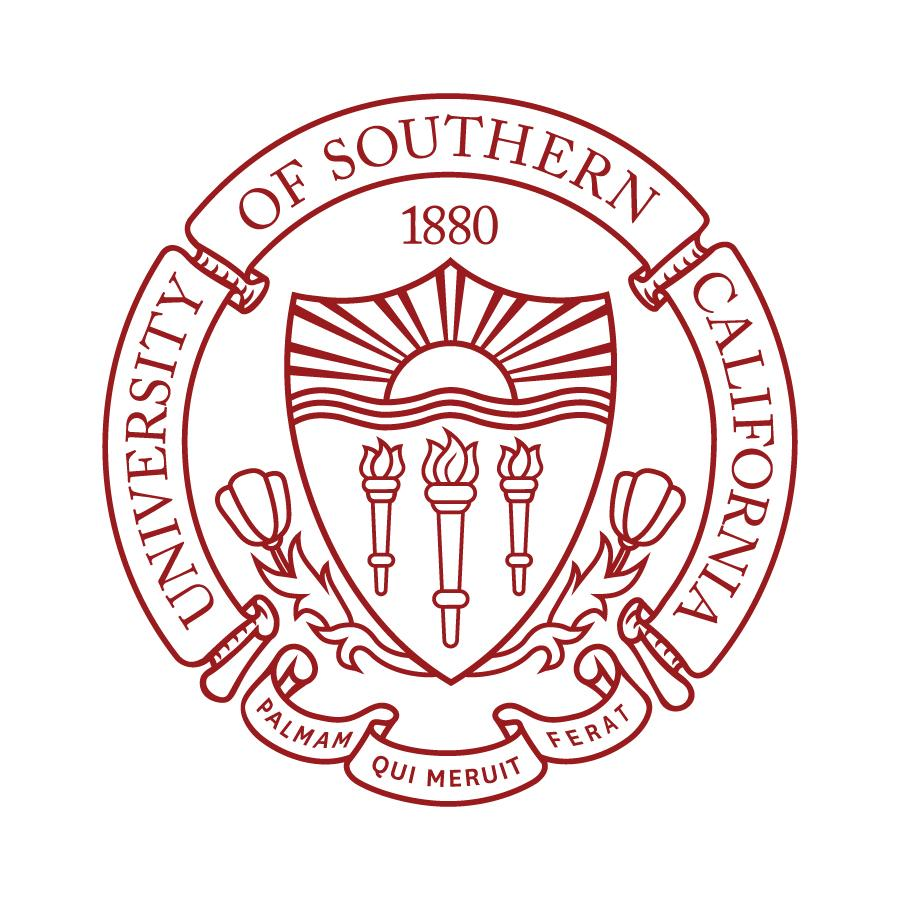 UNIVERSITY OF SOUTHERN CALIFORNIA
1880
PALMAM QUI MERUIT FERAT